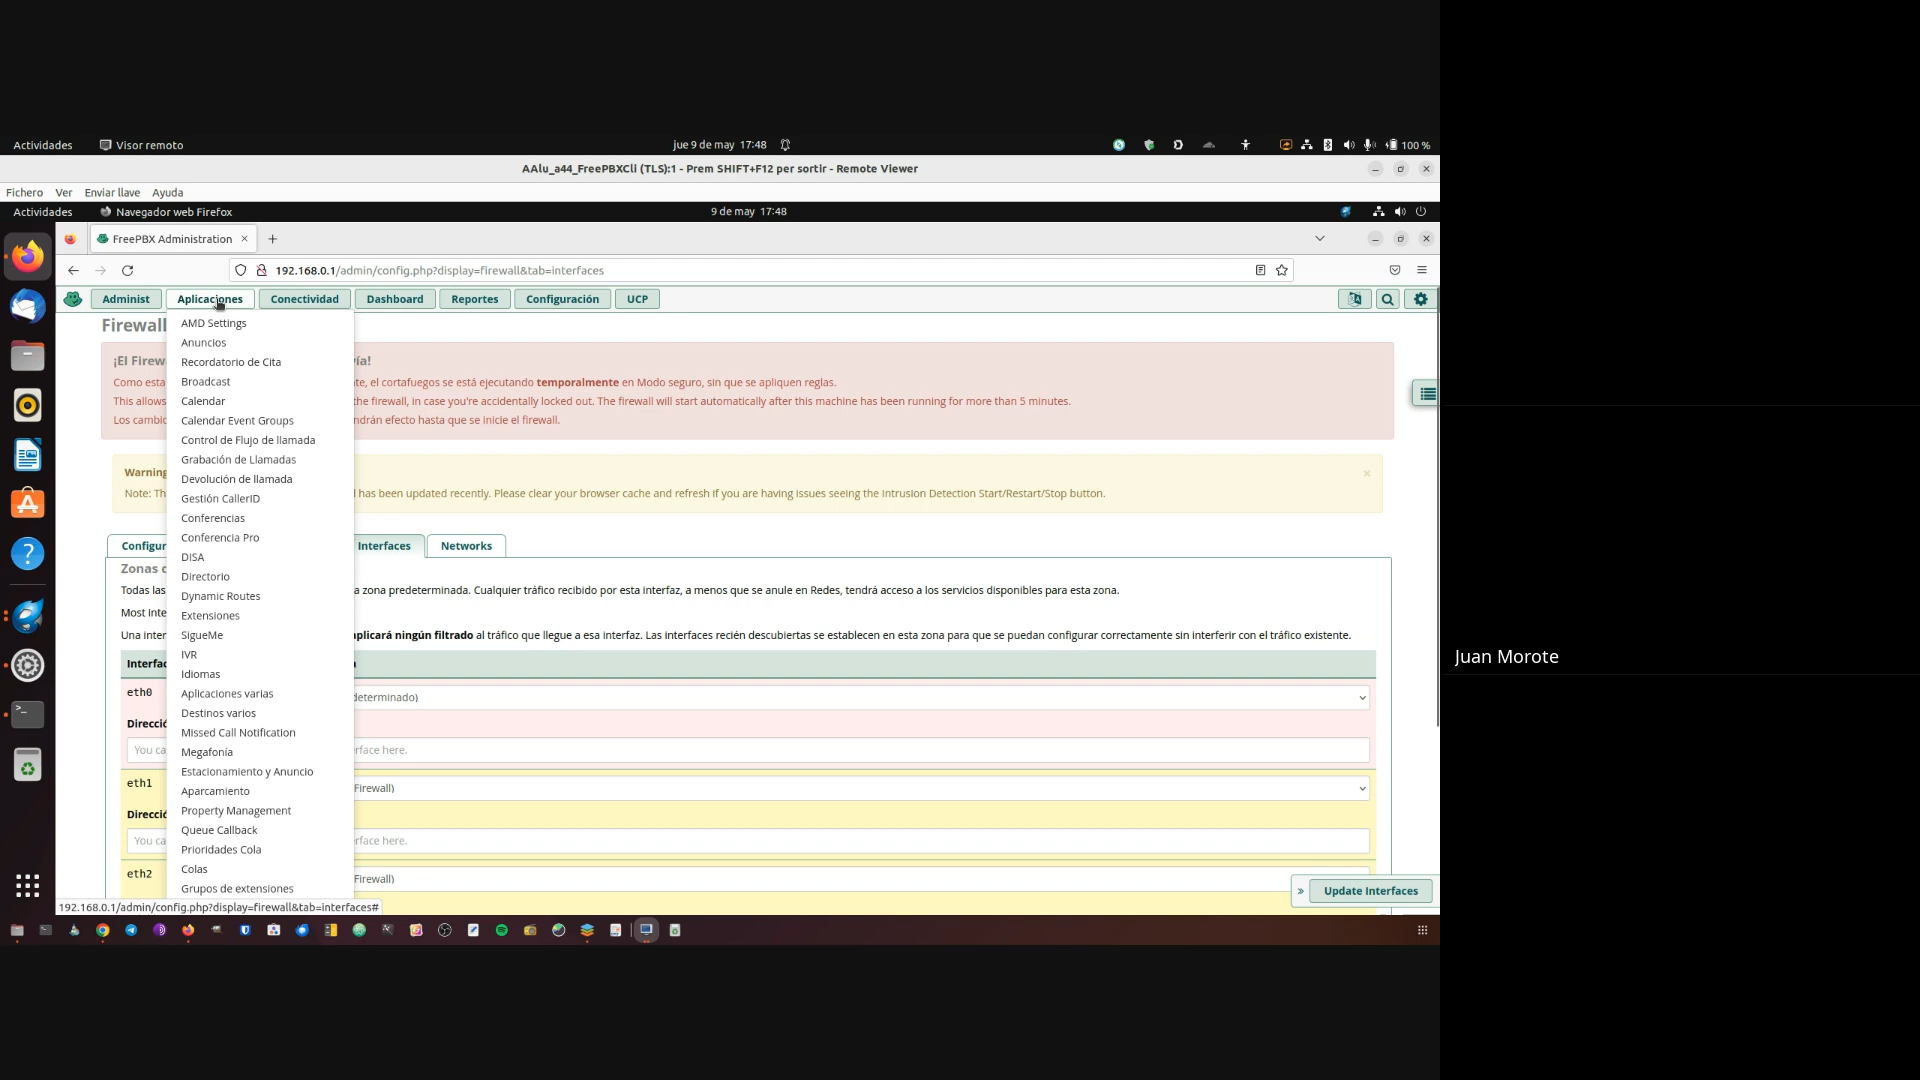 Actividades
Visor remoto
jue 9 de may 17:48
100 %
AAlu_a44_FreePBXCli (TLS):1 - Prem SHIFT+F12 per sortir - Remote Viewer
Fichero Ver Enviar llave Ayuda
Actividades
Navegador web Firefox
9 de may 17:48
FreePBX Administration
192.168.0.1/admin/config.php?display=firewall&tab=interfaces
Administ Aplicaciones Conectividad Dashboard Reportes Configuración UCP
Firewall
AMD Settings
Anuncios
Recordatorio de Cita
Broadcast
Calendar
Calendar Event Groups
Control de Flujo de llamada
Grabación de Llamadas
Devolución de llamada
Gestión CallerID
Conferencias
Conferencia Pro
DISA
Directorio
Dynamic Routes
Extensiones
SigueMe
IVR
Idiomas
Aplicaciones varias
Destinos varios
Missed Call Notification
Megafonía
Estacionamiento y Anuncio
Aparcamiento
Property Management
Queue Callback
Prioridades Cola
Colas
Grupos de extensiones
¡El Firew vía!
Como esta te, el cortafuegos se está ejecutando temporalmente en Modo seguro, sin que se apliquen reglas.
This allows the firewall, in case you're accidentally locked out. The firewall will start automatically after this machine has been running for more than 5 minutes.
Los cambio ndrán efecto hasta que se inicie el firewall.
Warning
Note: Th l has been updated recently. Please clear your browser cache and refresh if you are having issues seeing the Intrusion Detection Start/Restart/Stop button.
Configur Interfaces Networks
Zonas d
Todas las a zona predeterminada. Cualquier tráfico recibido por esta interfaz, a menos que se anule en Redes, tendrá acceso a los servicios disponibles para esta zona.
Most inte
Una inter aplicará ningún filtrado al tráfico que llegue a esa interfaz. Las interfaces recién descubiertas se establecen en esta zona para que se puedan configurar correctamente sin interferir con el tráfico existente.
Interfac
eth0 determinado)
Direcció
You ca rface here.
eth1 Firewall)
Direcció
You ca rface here.
eth2 Firewall)
» Update Interfaces
192.168.0.1/admin/config.php?display=firewall&tab=interfaces#
Juan Morote